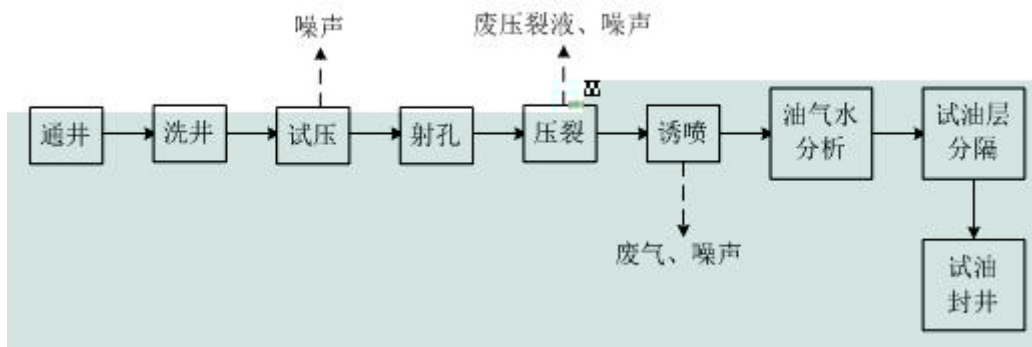 噪声
废压裂液、噪声
通井
洗井
试压
射孔
压裂
诱喷
油气水
分析
试油层
分隔
废气、噪声
试油
封井